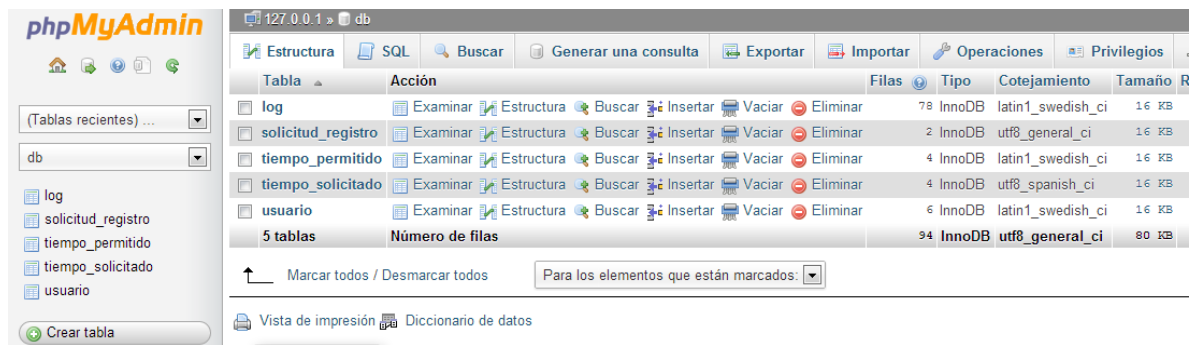 phpMyAdmin
(Tablas recientes) ...
db
log
solicitud_registro
tiempo_permitido
tiempo_solicitado
usuario
Crear tabla
127.0.0.1 » db
Estructura SQL Buscar Generar una consulta Exportar Importar Operaciones Privilegios
Tabla Acción Filas Tipo Cotejamiento Tamaño R
log Examinar Estructura Buscar Insertar Vaciar Eliminar 78 InnoDB latin1_swedish_ci 16 KB
solicitud_registro Examinar Estructura Buscar Insertar Vaciar Eliminar 2 InnoDB utf8_general_ci 16 KB
tiempo_permitido Examinar Estructura Buscar Insertar Vaciar Eliminar 4 InnoDB latin1_swedish_ci 16 KB
tiempo_solicitado Examinar Estructura Buscar Insertar Vaciar Eliminar 4 InnoDB utf8_spanish_ci 16 KB
usuario Examinar Estructura Buscar Insertar Vaciar Eliminar 6 InnoDB latin1_swedish_ci 16 KB
5 tablas Número de filas 94 InnoDB utf8_general_ci 80 KB
Marcar todos / Desmarcar todos Para los elementos que están marcados:
Vista de impresión Diccionario de datos